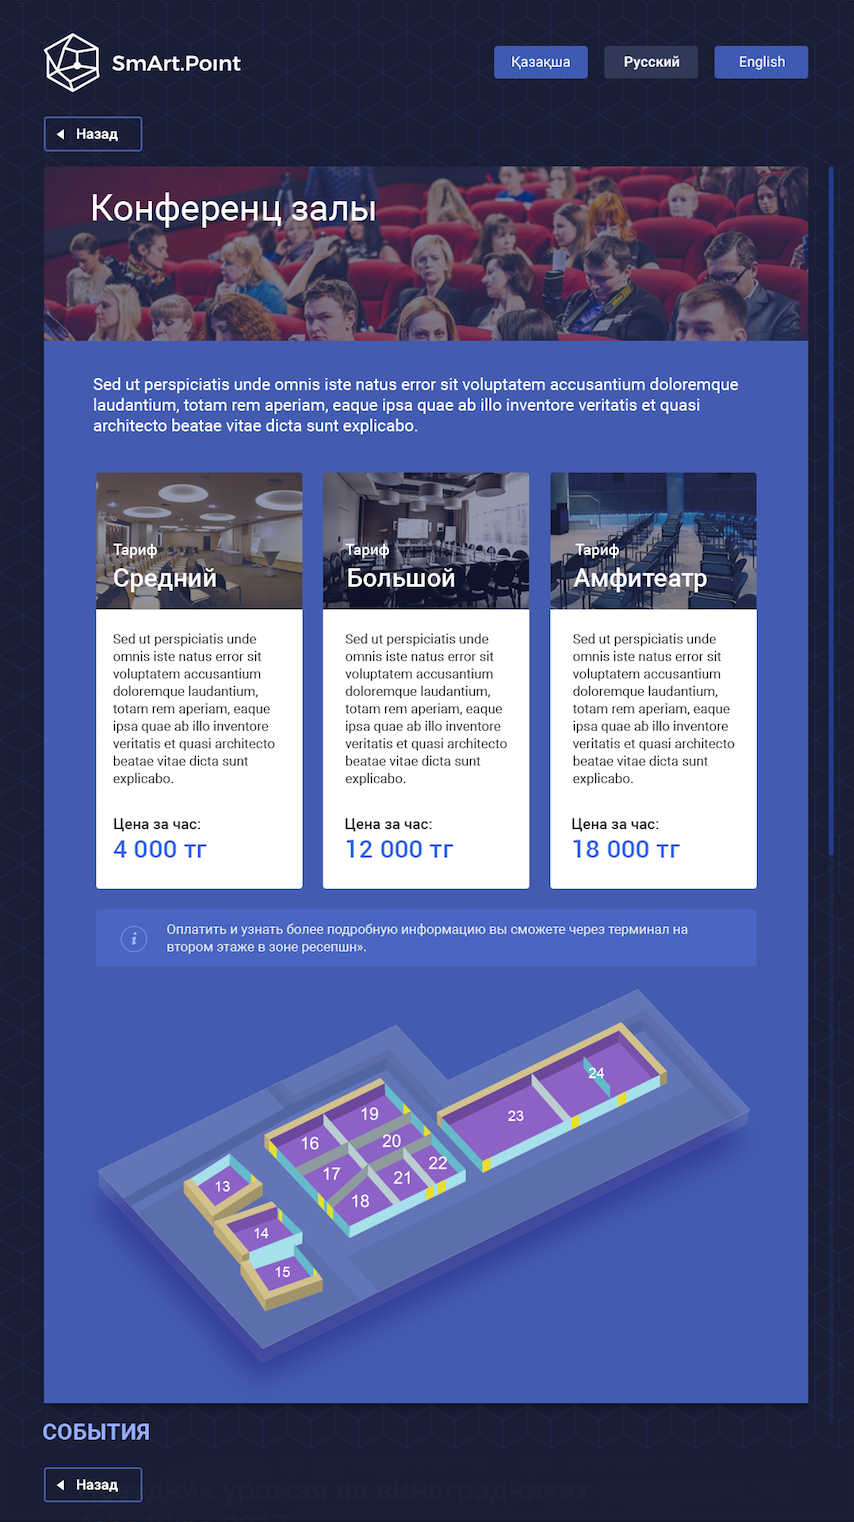 SmArt.Point
Қазақша
Русский
English
Назад
Конференц залы
Sed ut perspiciatis unde omnis iste natus error sit voluptatem accusantium doloremque
laudantium, totam rem aperiam, eaque ipsa quae ab illo inventore veritatis et quasi
architecto beatae vitae dicta sunt explicabo.
Тариф
Средний
Sed ut perspiciatis unde
omnis iste natus error sit
voluptatem accusantium
doloremque laudantium,
totam rem aperiam, eaque
ipsa quae ab illo inventore
veritatis et quasi architecto
beatae vitae dicta sunt
explicabo.
Цена за час:
4 000 тг
Тариф
Большой
Sed ut perspiciatis unde
omnis iste natus error sit
voluptatem accusantium
doloremque laudantium,
totam rem aperiam, eaque
ipsa quae ab illo inventore
veritatis et quasi architecto
beatae vitae dicta sunt
explicabo.
Цена за час:
12 000 тг
Тариф
Амфитеатр
Sed ut perspiciatis unde
omnis iste natus error sit
voluptatem accusantium
doloremque laudantium,
totam rem aperiam, eaque
ipsa quae ab illo inventore
veritatis et quasi architecto
beatae vitae dicta sunt
explicabo.
Цена за час:
18 000 тг
i
Оплатить и узнать более подробную информацию вы сможете через терминал на
втором этаже в зоне ресепшн».
24
23
19
16
20
22
17
21
18
13
14
15
СОБЫТИЯ
Назад
урожая на виноградниках